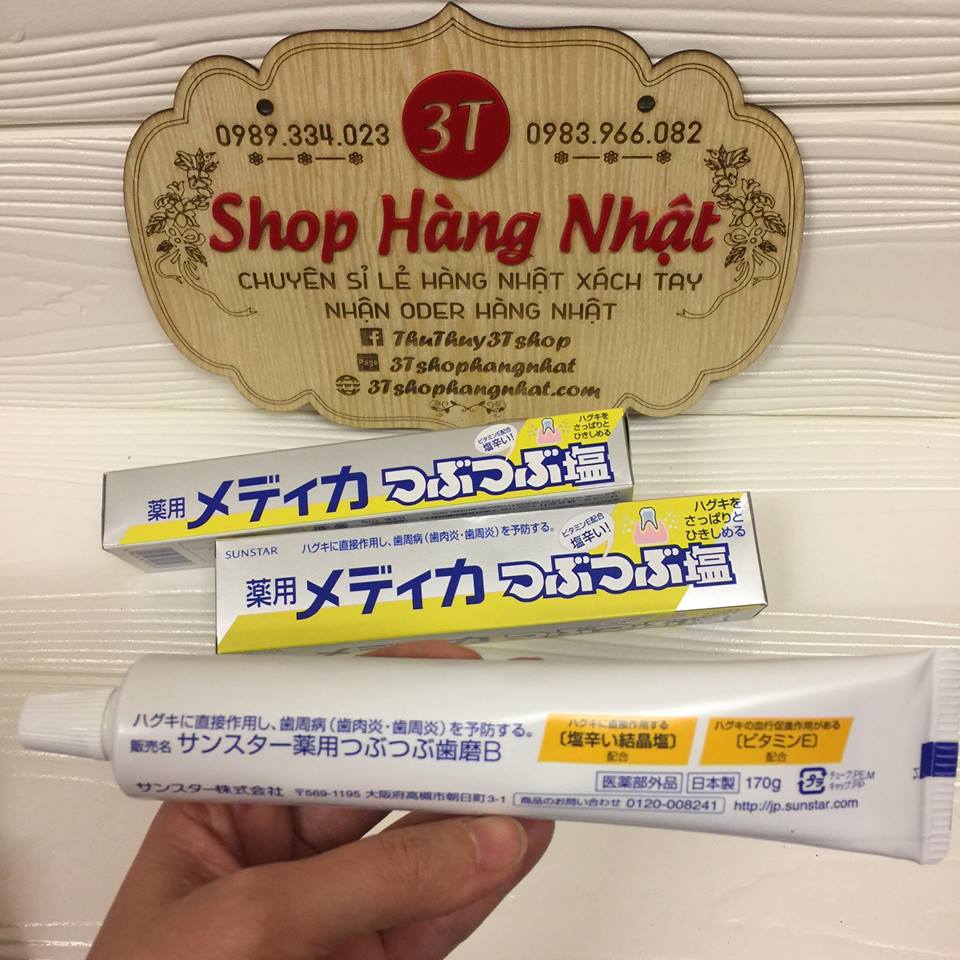 3T
0989.334.023
0983.966.082
Shop Hàng Nhật
CHUYÊN SỈ LẺ HÀNG NHẬT XÁCH TAY
NHẬN ODER HÀNG NHẬT
ThuThuy3Tshop
Page 3Tshophangnhat
www 3Tshophangnhat.com
ビタミンE配合
塩辛い!
ハグキを
さっぱりと
ひきしめる
薬用 メディカ つぶつぶ塩
SUNSTAR
ハグキに直接作用し、歯周病(歯肉炎・歯周炎)を予防する。
ビタミンE配合
塩辛い!
ハグキを
さっぱりと
ひきしめる
薬用 メディカ つぶつぶ塩
ハグキに直接作用し、歯周病(歯肉炎・歯周炎)を予防する。
販売名 サンスター薬用つぶつぶ歯磨B
ハグキに直接作用する
〔塩辛い結晶塩〕
配合
ハグキの血行促進作用がある
〔ビタミンE〕
配合
医薬部外品 日本製 170g
プラ
チューブ:PE,M
キャップ:PP
サンスター株式会社 〒569-1195 大阪府高槻市朝日町3-1 商品のお問い合わせ 0120-008241 http://jp.sunstar.com